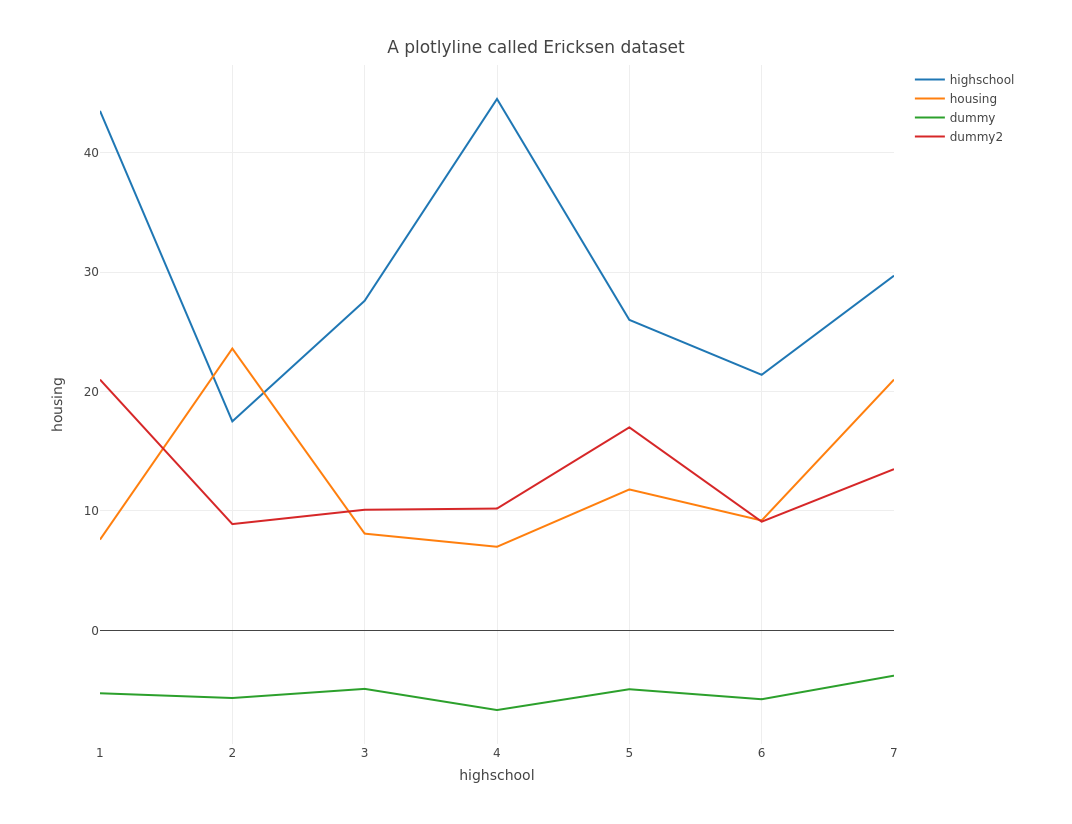 A plotlyline called Ericksen dataset
highschool
housing
dummy
dummy2
housing
40
30
20
10
0
1 2 3 4 5 6 7
highschool